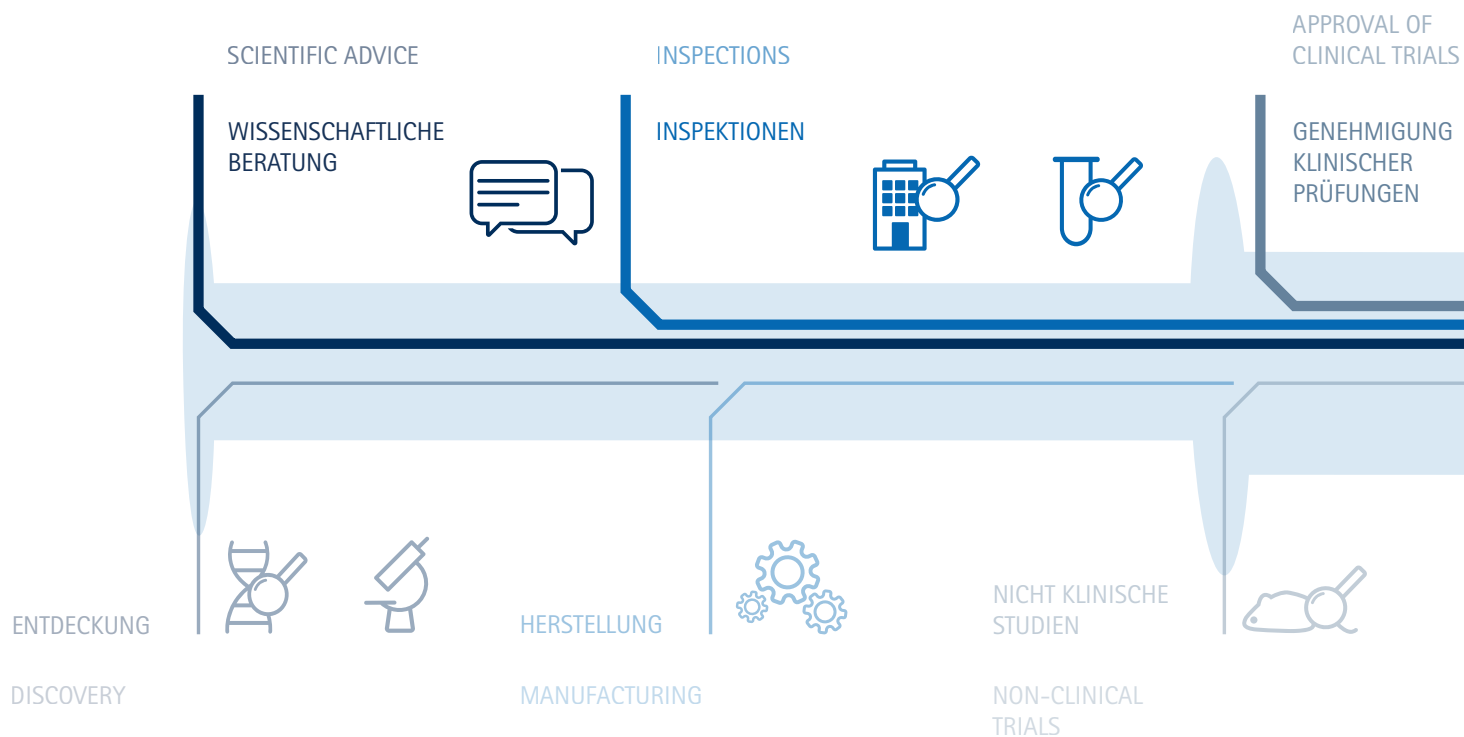 SCIENTIFIC ADVICE
WISSENSCHAFTLICHE
BERATUNG
INSPECTIONS
INSPEKTIONEN
APPROVAL OF
CLINICAL TRIALS
GENEHMIGUNG
KLINISCHER
PRÜFUNGEN
ENTDECKUNG
DISCOVERY
HERSTELLUNG
MANUFACTURING
NICHT KLINISCHE
STUDIEN
NON-CLINICAL
TRIALS